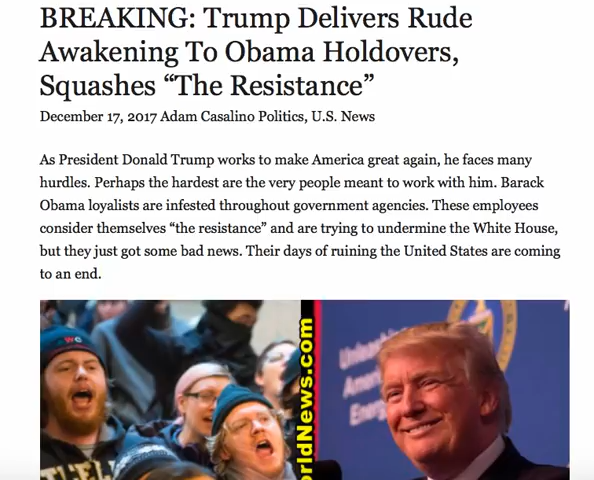 BREAKING: Trump Delivers Rude
Awakening To Obama Holdovers,
Squashes “The Resistance”
December 17, 2017 Adam Casalino Politics, U.S. News
As President Donald Trump works to make America great again, he faces many
hurdles. Perhaps the hardest are the very people meant to work with him. Barack
Obama loyalists are infested throughout government agencies. These employees
consider themselves “the resistance” and are trying to undermine the White House,
but they just got some bad news. Their days of ruining the United States are coming
to an end.
rldNews.com